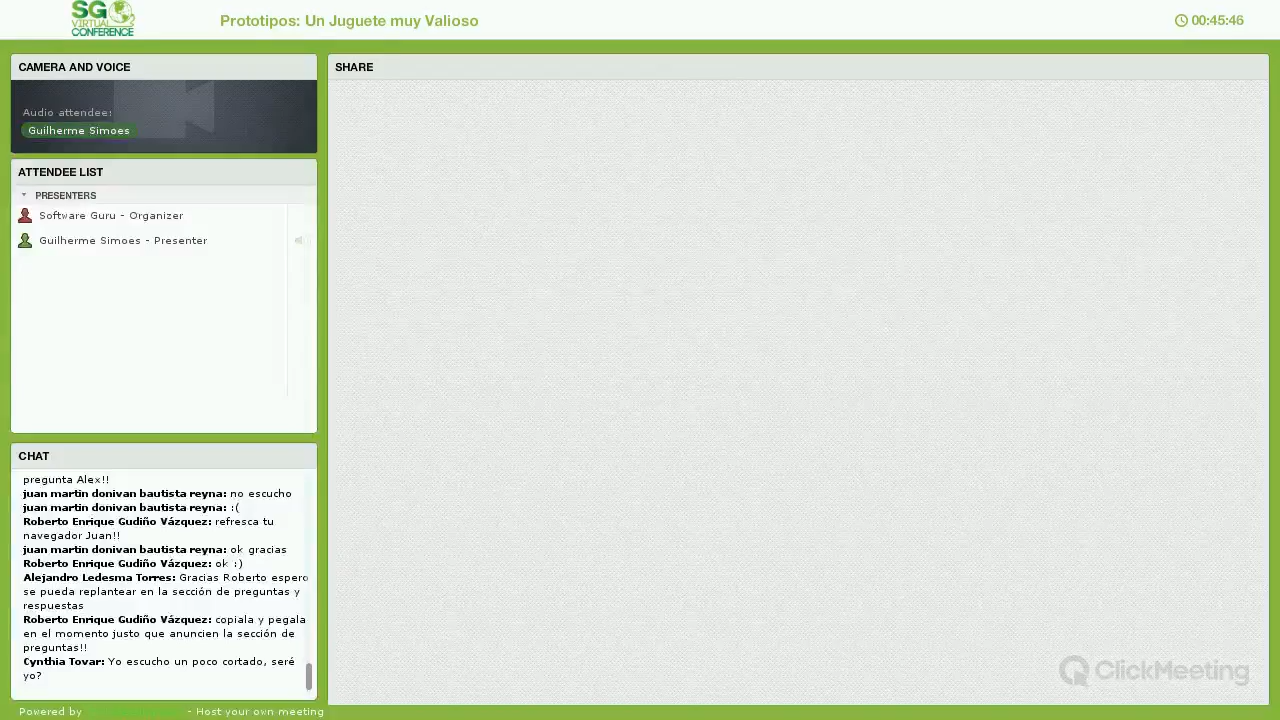 SG
VIRTUAL
CONFERENCE
Prototipos: Un Juguete muy Valioso
00:45:46
CAMERA AND VOICE
Audio attendee:
Guilherme Simoes
ATTENDEE LIST
PRESENTERS
Software Guru - Organizer
Guilherme Simoes - Presenter
CHAT
pregunta Alex!!
juan martin donivan bautista reyna: no escucho
juan martin donivan bautista reyna: :(
Roberto Enrique Gudiño Vázquez: refresca tu
navegador Juan!!
juan martin donivan bautista reyna: ok gracias
Roberto Enrique Gudiño Vázquez: ok :)
Alejandro Ledesma Torres: Gracias Roberto espero
se pueda replantear en la sección de preguntas y
respuestas
Roberto Enrique Gudiño Vázquez: copiala y pegala
en el momento justo que anuncien la sección de
preguntas!!
Cynthia Tovar: Yo escucho un poco cortado, seré
yo?
Powered by - Host your own meeting
SHARE
ClickMeeting